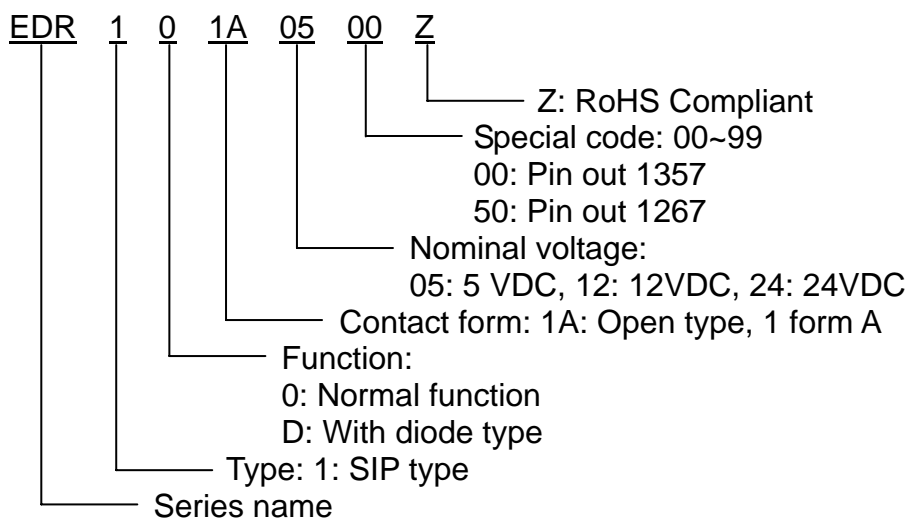 EDR 1 0 1A 05 00 Z
Z: RoHS Compliant
Special code: 00~99
00: Pin out 1357
50: Pin out 1267
Nominal voltage:
05: 5 VDC, 12: 12VDC, 24: 24VDC
Contact form: 1A: Open type, 1 form A
Function:
0: Normal function
D: With diode type
Type: 1: SIP type
Series name